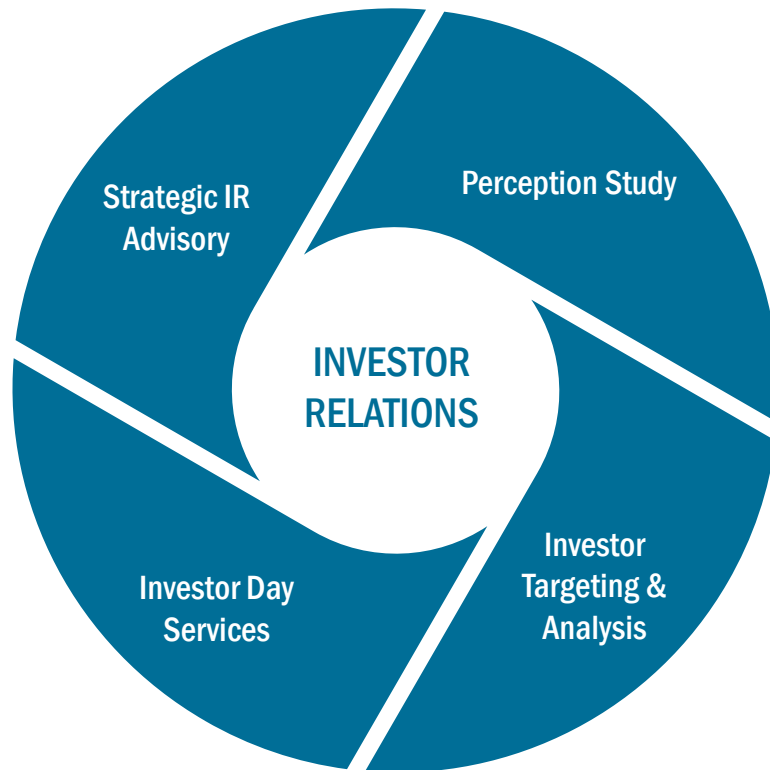 Strategic IR
Advisory
Perception Study
INVESTOR
RELATIONS
Investor
Targeting &
Analysis
Investor Day
Services